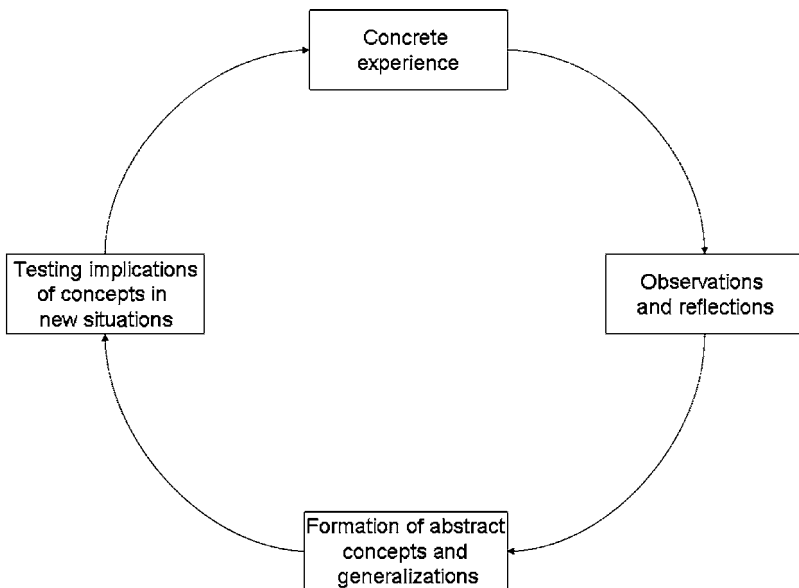 Concrete
experience
Observations
and reflections
Formation of abstract
concepts and
generalizations
Testing implications
of concepts in
new situations